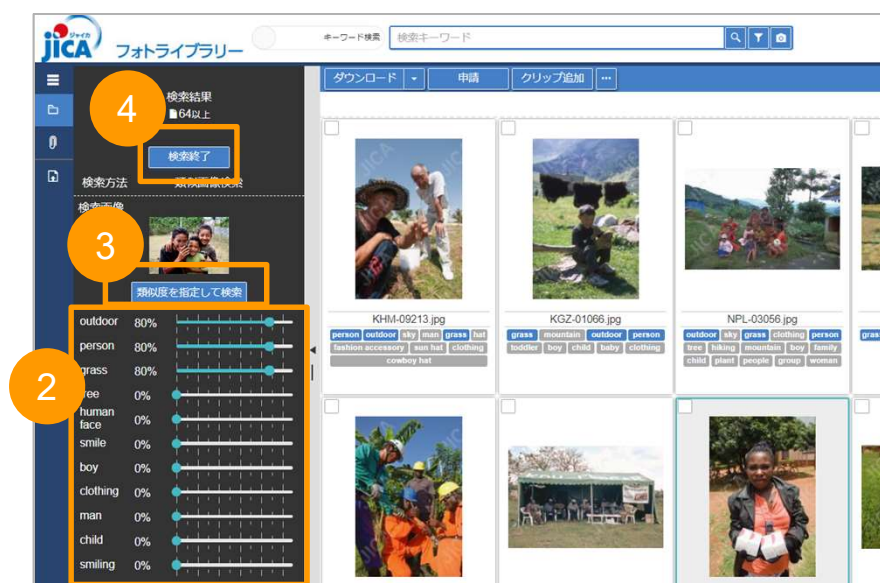 ジャイカ
JICA フォトライブラリー
キーワード検索 検索キーワード
ダウンロード 申請 クリップ追加 ...
4
検索結果
64以上
検索終了
検索方法 類似画像検索
検索画像
3
類似度を指定して検索
2
outdoor 80%
person 80%
grass 80%
tree 0%
human face 0%
smile 0%
boy 0%
clothing 0%
man 0%
child 0%
smiling 0%
KHM-09213.jpg
person outdoor sky man grass hat
fashion accessory sun hat clothing
cowboy hat
KGZ-01066.jpg
grass mountain outdoor person
toddler boy child baby clothing
NPL-03056.jpg
outdoor sky grass clothing person
tree hiking mountain boy family
child plant people group woman